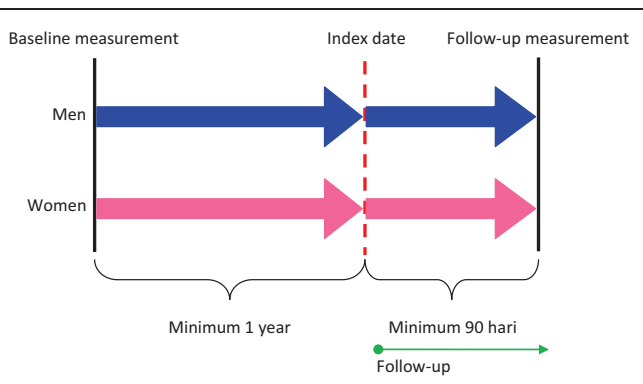 Baseline measurement Index date Follow-up measurement
Men
Women
Minimum 1 year Minimum 90 hari
Follow-up